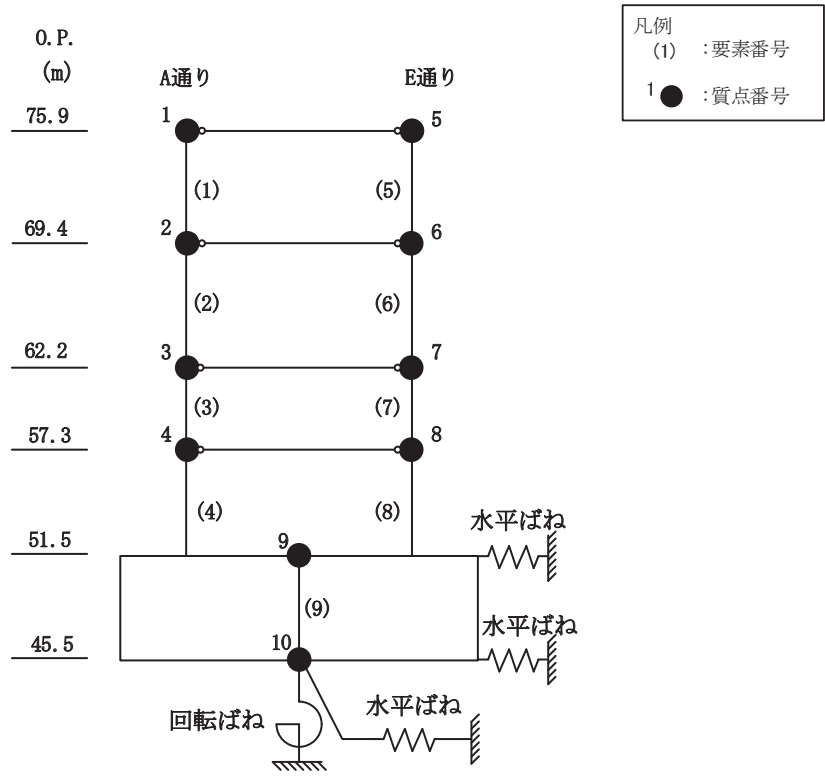 凡例
(1) :要素番号
1 :質点番号
O.P.
(m)
A通り
E通り
75.9
1
5
(1)
(5)
69.4
2
6
(2)
(6)
62.2
3
7
(3)
(7)
57.3
4
8
(4)
(8)
水平ばね
51.5
9
(9)
水平ばね
45.5
10
回転ばね
水平ばね